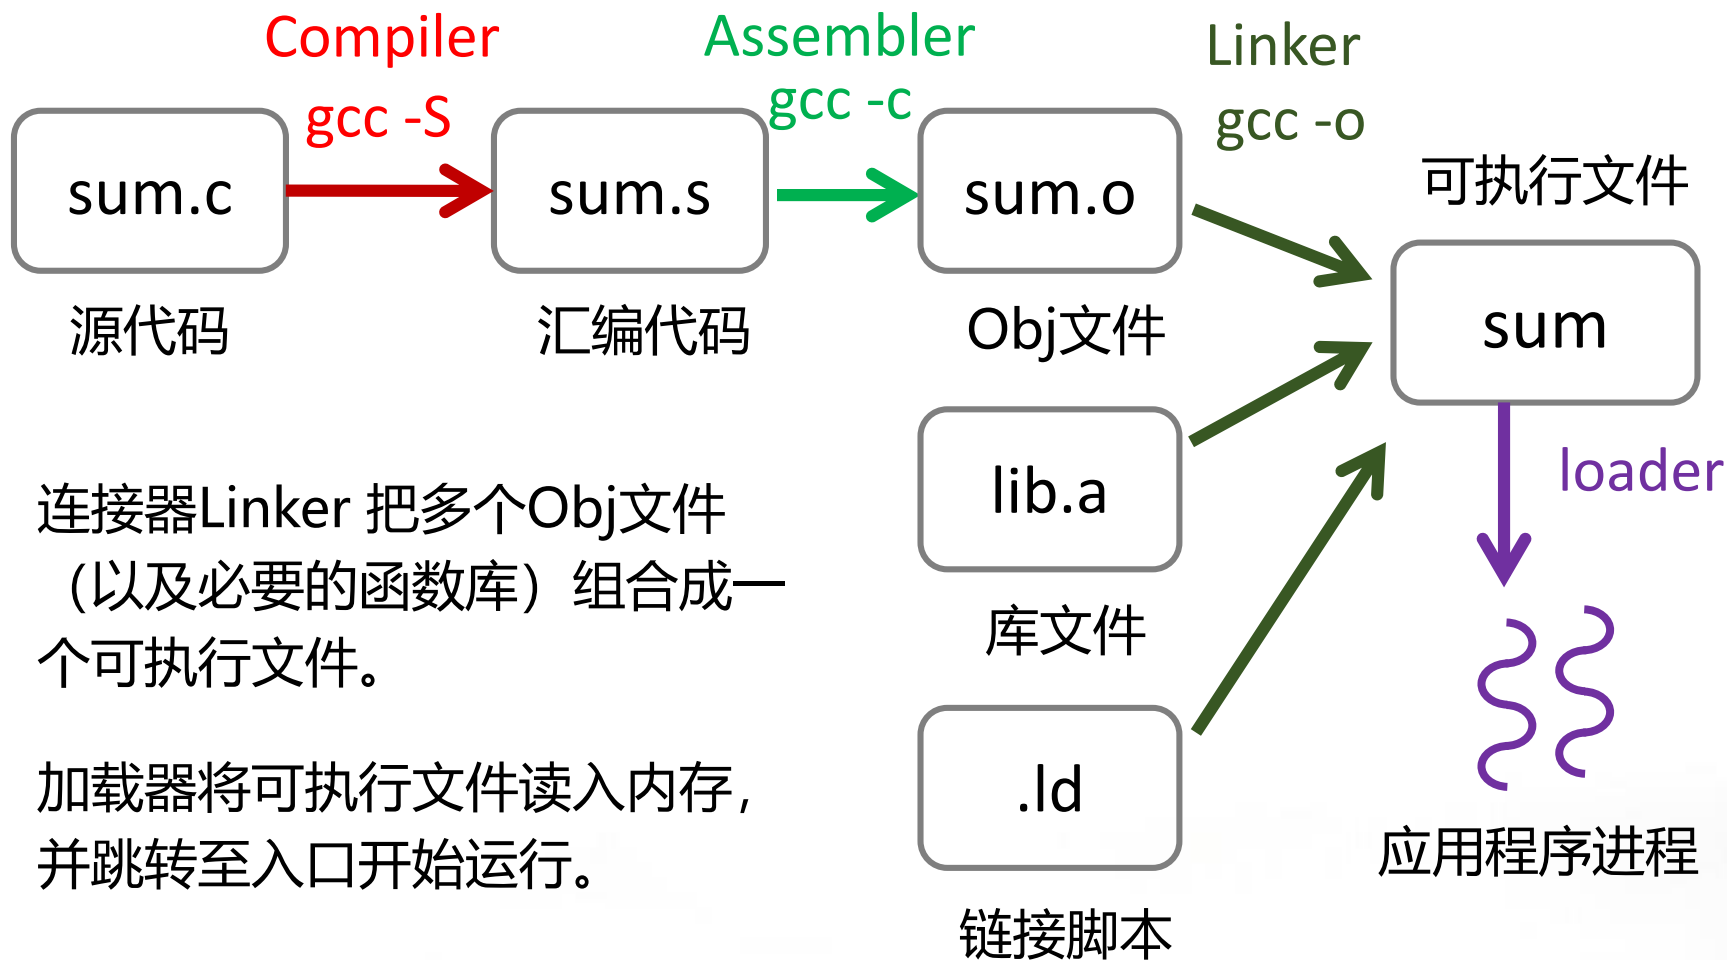 Compiler
gcc -S
Assembler
gcc -c
Linker
gcc -o
sum.c
源代码
sum.s
汇编代码
sum.o
Obj文件
可执行文件
sum
lib.a
库文件
.ld
链接脚本
loader
应用程序进程
连接器Linker 把多个Obj文件
（以及必要的函数库）组合成一
个可执行文件。
加载器将可执行文件读入内存，
并跳转至入口开始运行。